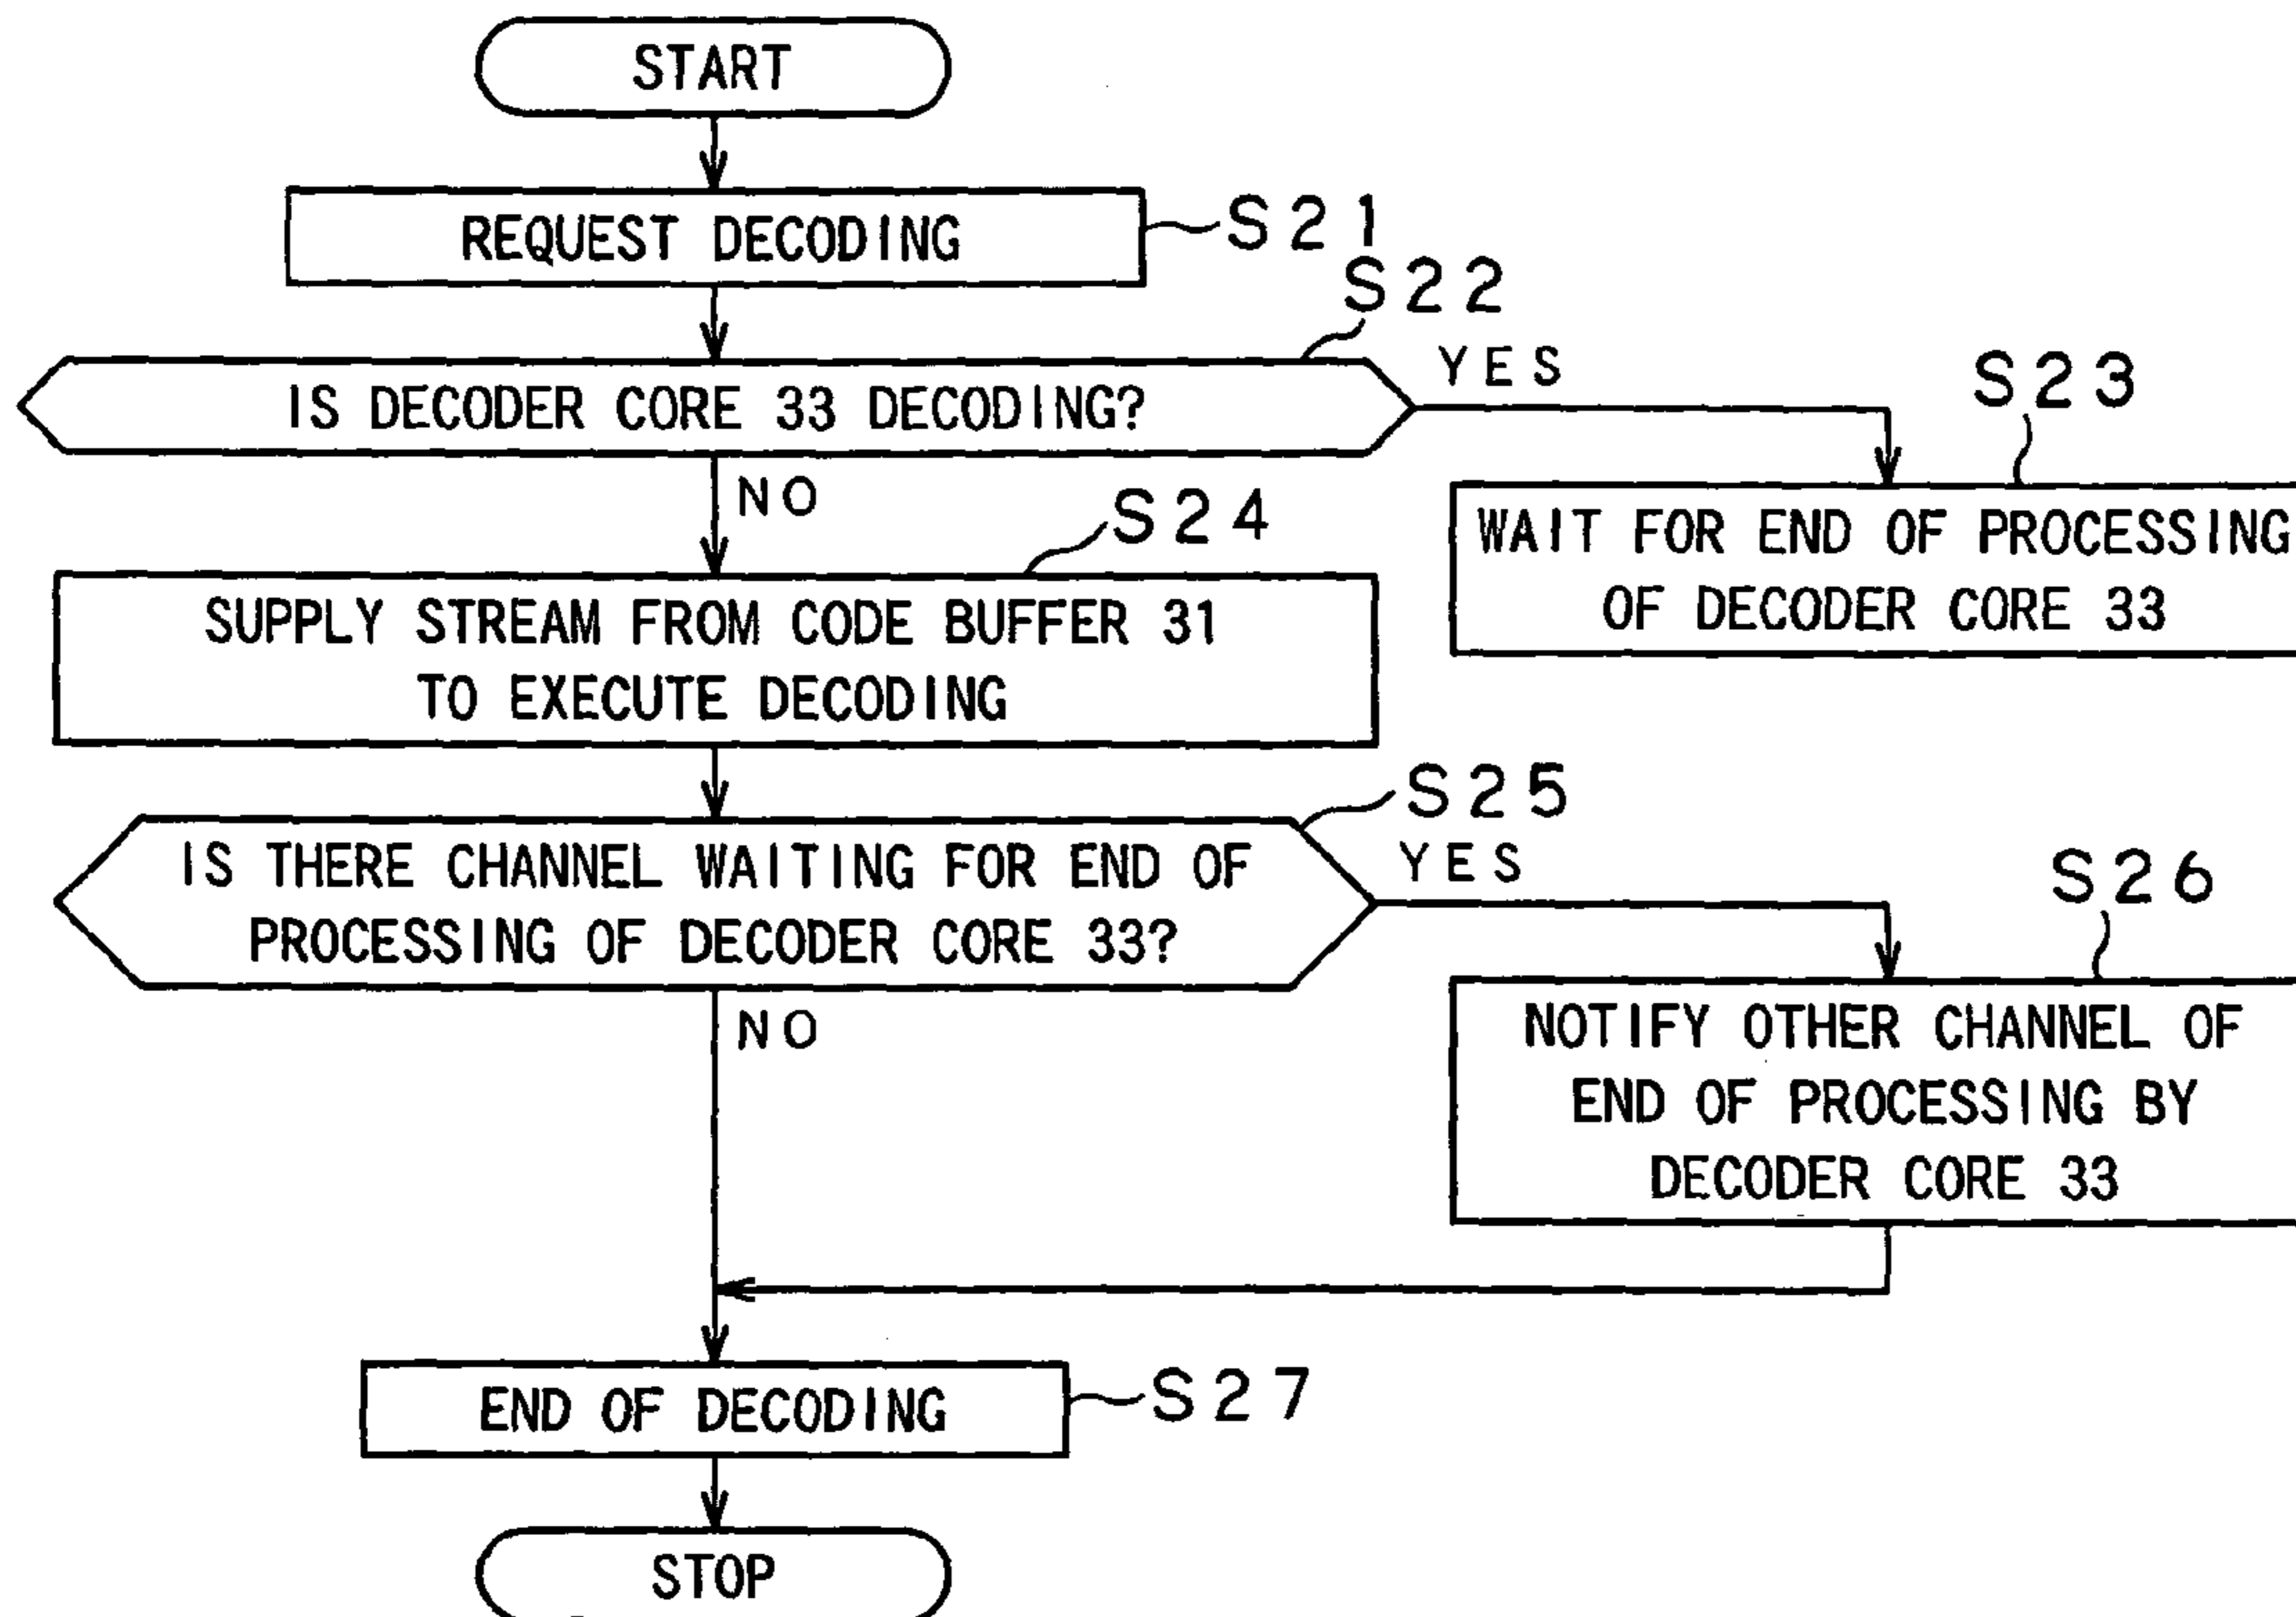 START
REQUEST DECODING
S21
S22
IS DECODER CORE 33 DECODING?
YES
S23
WAIT FOR END OF PROCESSING
OF DECODER CORE 33
NO
S24
SUPPLY STREAM FROM CODE BUFFER 31
TO EXECUTE DECODING
S25
IS THERE CHANNEL WAITING FOR END OF
PROCESSING OF DECODER CORE 33?
YES
S26
NOTIFY OTHER CHANNEL OF
END OF PROCESSING BY
DECODER CORE 33
NO
END OF DECODING
S27
STOP